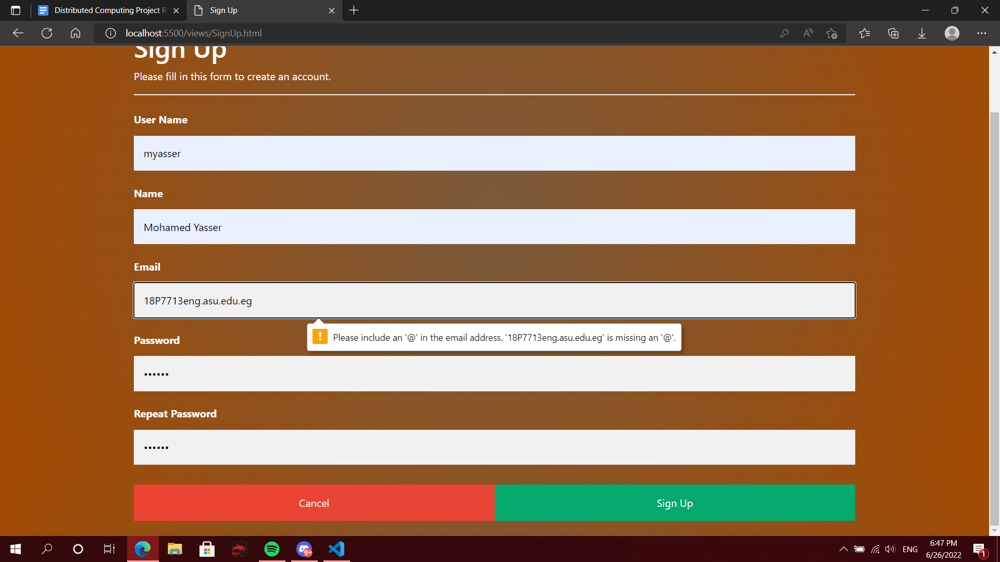 Distributed Computing Project R
Sign Up
localhost:5500/views/SignUp.html
Sign Up
Please fill in this form to create an account.
User Name
myasser
Name
Mohamed Yasser
Email
18P7713eng.asu.edu.eg
! Please include an '@' in the email address. '18P7713eng.asu.edu.eg' is missing an '@'.
Password
••••••
Repeat Password
••••••
Cancel
Sign Up
9+
ENG
6:47 PM
6/26/2022
1